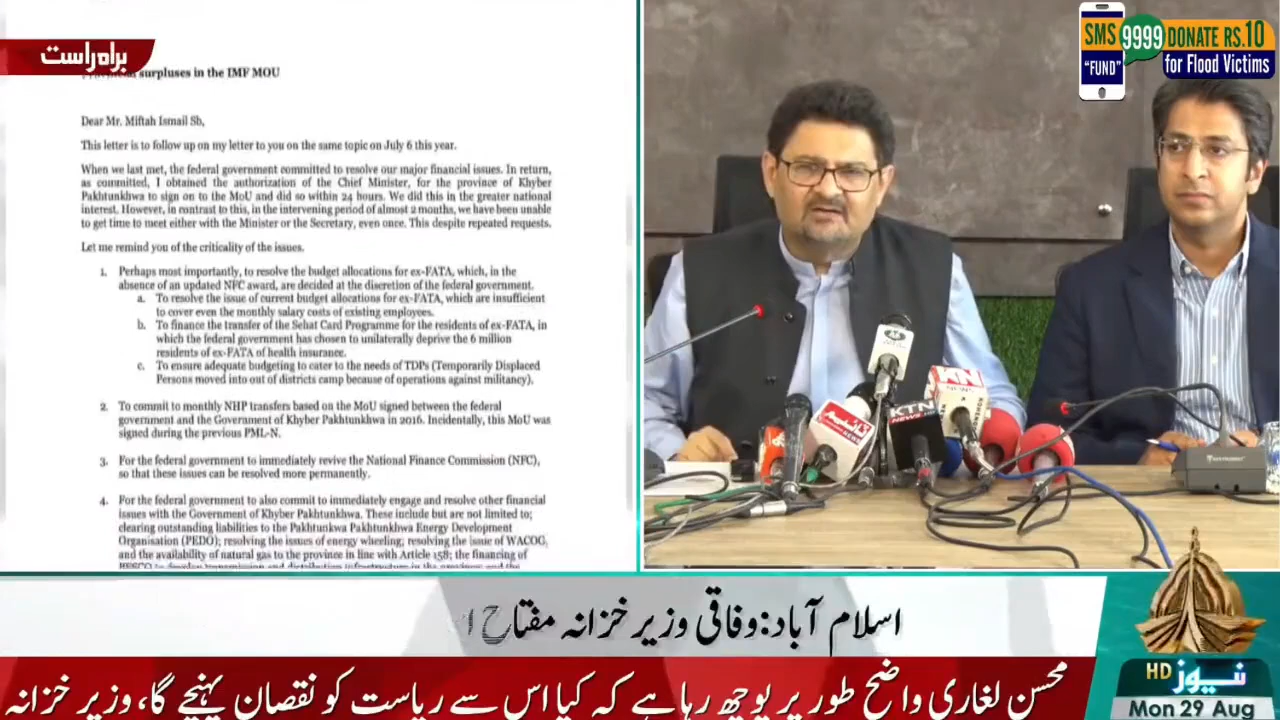 براہ راست
surpluses in the IMF MOU
Dear Mr. Miftah Ismail Sb,
This letter is to follow up on my letter to you on the same topic on July 6 this year.
When we last met, the federal government committed to resolve our major financial issues. In return,
as committed, I obtained the authorization of the Chief Minister, for the province of Khyber
Pakhtunkhwa to sign on to the MoU and did so within 24 hours. We did this in the greater national
interest. However, in contrast to this, in the intervening period of almost 2 months, we have been unable
to get time to meet either with the Minister or the Secretary, even once. This despite repeated requests.
Let me remind you of the criticality of the issues.
1. Perhaps most importantly, to resolve the budget allocations for ex-FATA, which, in the
absence of an updated NFC award, are decided at the discretion of the federal government.
a. To resolve the issue of current budget allocations for ex-FATA, which are insufficient
to cover even the monthly salary costs of existing employees.
b. To finance the transfer of the Sehat Card Programme for the residents of ex-FATA, in
which the federal government has chosen to unilaterally deprive the 6 million
residents of ex-FATA of health insurance.
c. To ensure adequate budgeting to cater to the needs of TDPs (Temporarily Displaced
Persons moved into out of districts camp because of operations against militancy).
2. To commit to monthly NHP transfers based on the MoU signed between the federal
government and the Government of Khyber Pakhtunkhwa in 2016. Incidentally, this MoU was
signed during the previous PML-N.
3. For the federal government to immediately revive the National Finance Commission (NFC),
so that these issues can be resolved more permanently.
4. For the federal government to also commit to immediately engage and resolve other financial
issues with the Government of Khyber Pakhtunkhwa. These include but are not limited to;
clearing outstanding liabilities to the Pakhtunkwa Pakhtunkhwa Energy Development
Organisation (PEDO); resolving the issues of energy wheeling; resolving the issue of WACOG,
and the availability of natural gas to the province in line with Article 158; the financing of
SMS 9999 DONATE RS.10
"FUND" for Flood Victims
KN
NEWS
KTN
NEWS HD
اسلام آباد:وفاقی وزیر خزانہ مفتاح
محسن لغاری واضح طور پر پوچھ رہا ہے کہ کیا اس سے ریاست کو نقصان پہنچے گا، وزیر خزانہ
HD نیوز
Mon 29 Aug